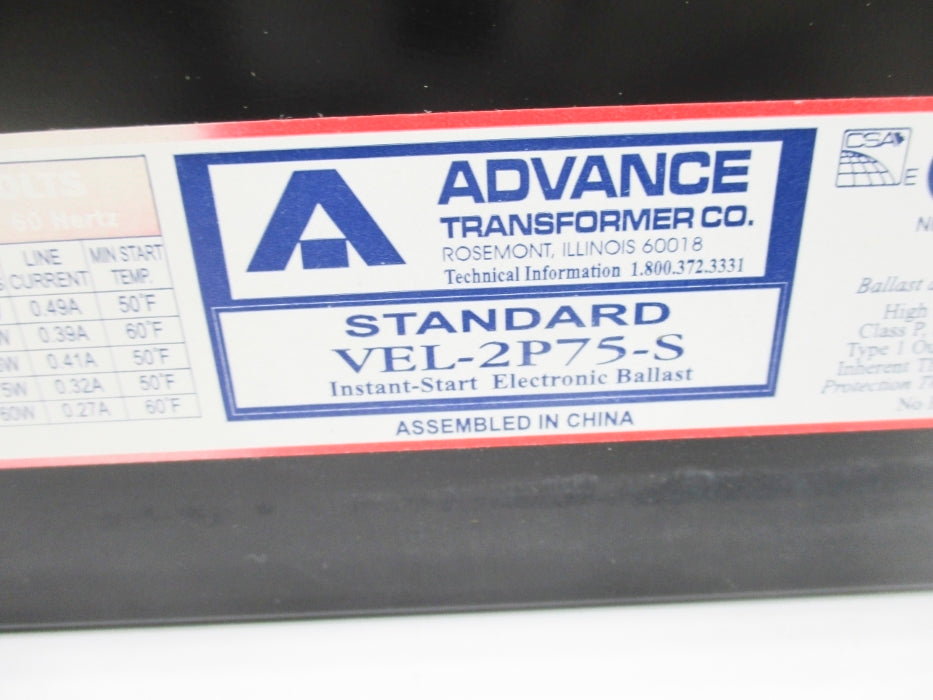 OLTS
60 Hertz
LINE
CURRENT
MIN START
TEMP.
0.49A 50°F
0.39A 60°F
0.41A 50°F
5W 0.32A 50°F
60W 0.27A 60°F
ADVANCE
TRANSFORMER CO.
ROSEMONT, ILLINOIS 60018
Technical Information 1.800.372.3331
STANDARD
VEL-2P75-S
Instant-Start Electronic Ballast
ASSEMBLED IN CHINA
CSA
E
Ballast
High
Class P,
Type 1
Inherent
Protection
No